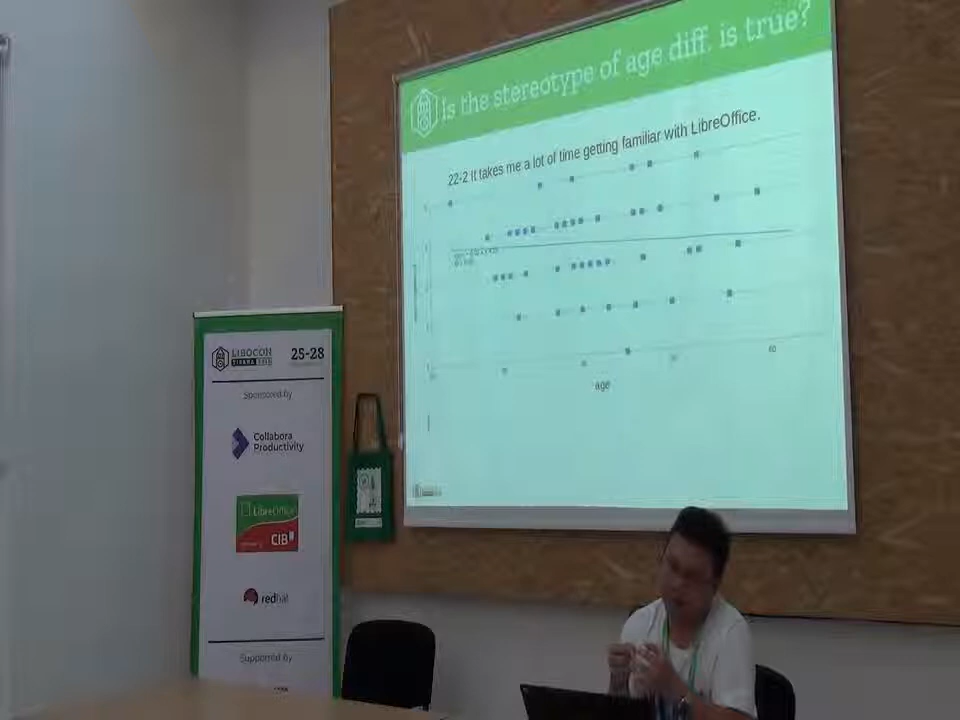 Is the stereotype of age diff. is true?
22-2 It takes me a lot of time getting familiar with LibreOffice.
60
age
LIBOCON
25-28
Sponsored by
Collabora
Productivity
LibreOffice
CIB
redhat
Supported by